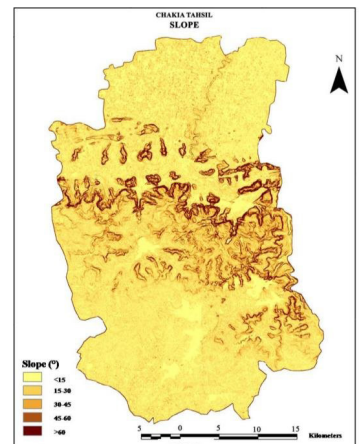 CHAKIA TAHSIL
SLOPE
N
Slope (°)
<15
15-30
30-45
45-60
>60
5 0 5 10 15
Kilometers